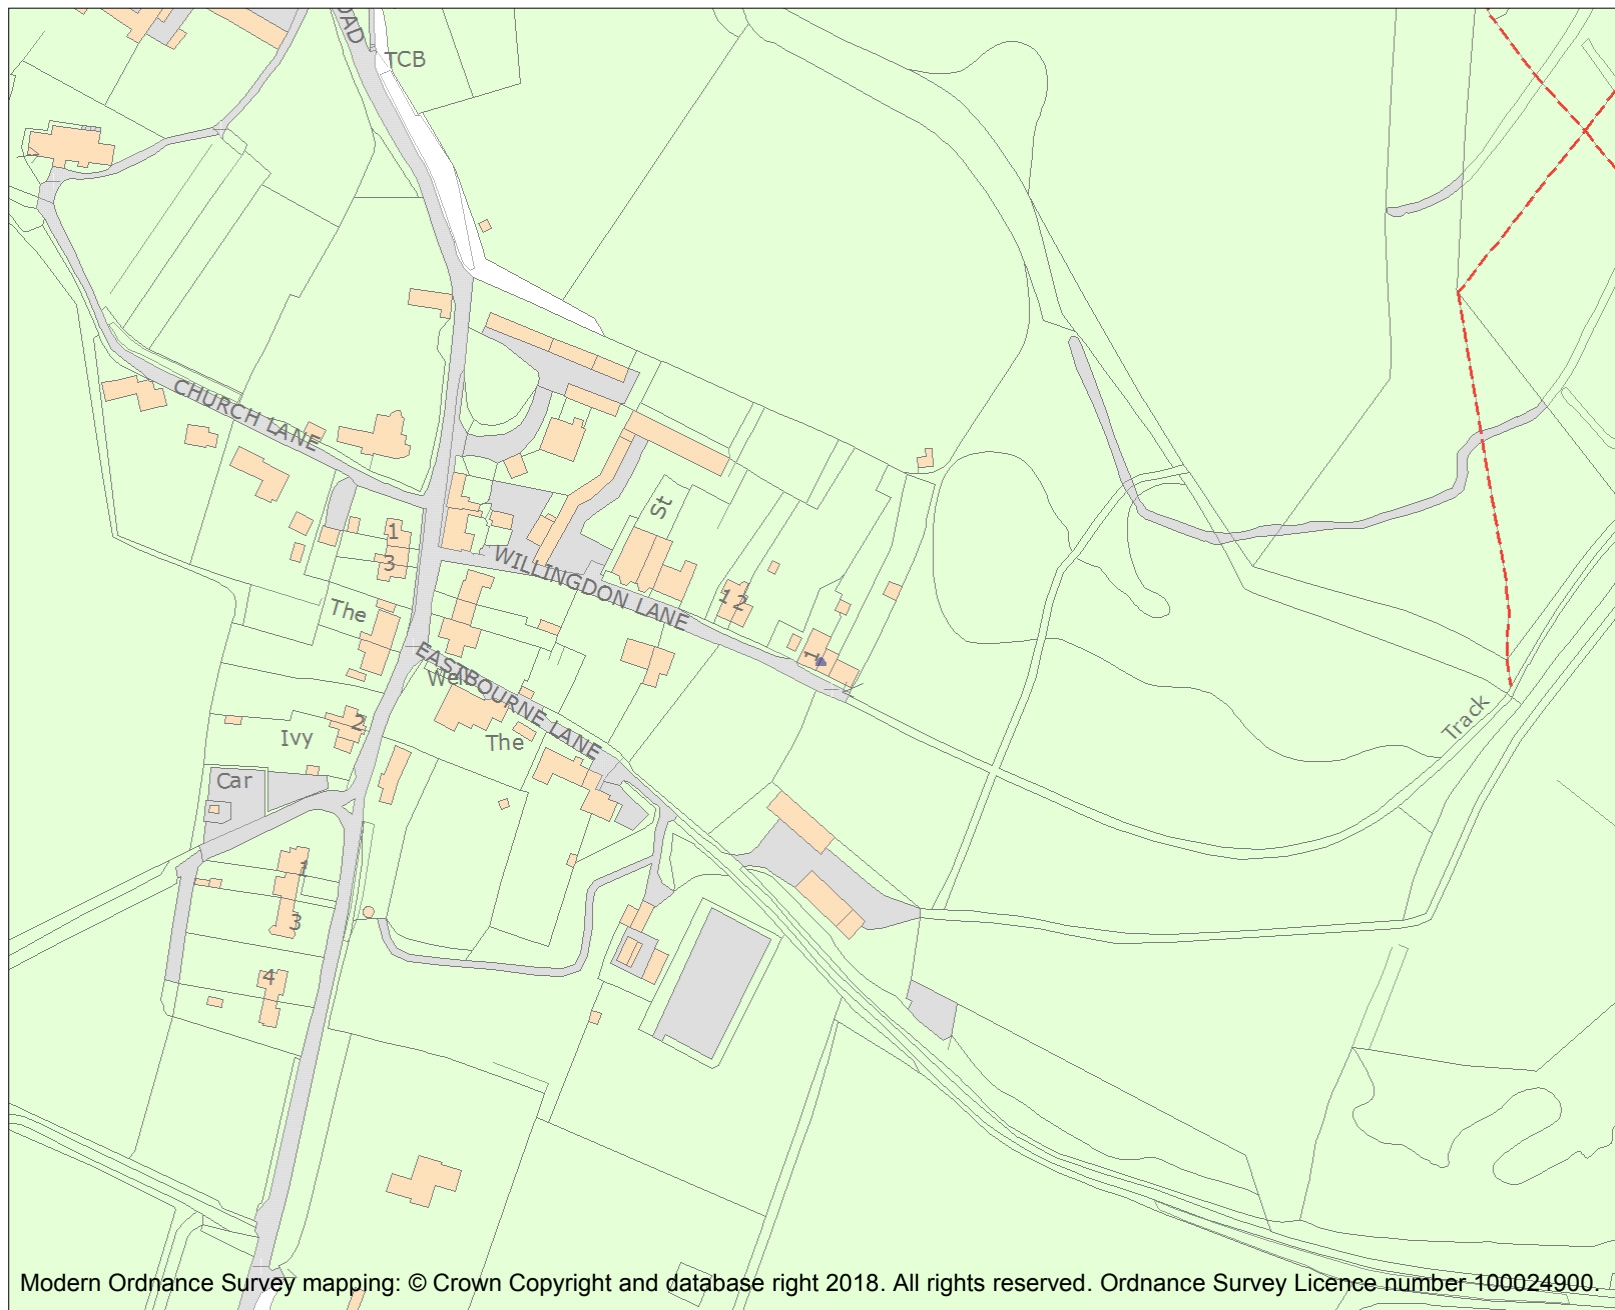 OAD
TCB
CHURCH LANE
1
3
St
WILLINGDON LANE
1 2
The
EASTBOURNE LANE
1
2
Ivy
The
Car
Track
1
3
4
Modern Ordnance Survey mapping: © Crown Copyright and database right 2018. All rights reserved. Ordnance Survey Licence number 100024900.